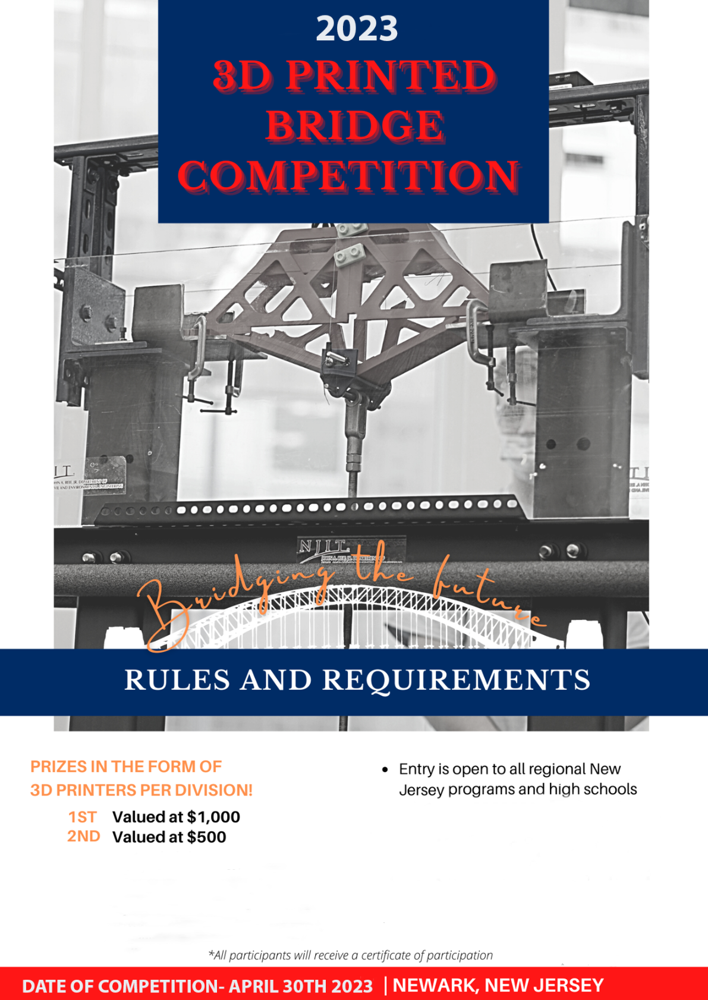 2023
3D PRINTED
BRIDGE
COMPETITION
NJIT
Bridging the future
RULES AND REQUIREMENTS
PRIZES IN THE FORM OF
3D PRINTERS PER DIVISION!
1ST Valued at $1,000
2ND Valued at $500
• Entry is open to all regional New
Jersey programs and high schools
*All participants will receive a certificate of participation
DATE OF COMPETITION- APRIL 30TH 2023 | NEWARK, NEW JERSEY